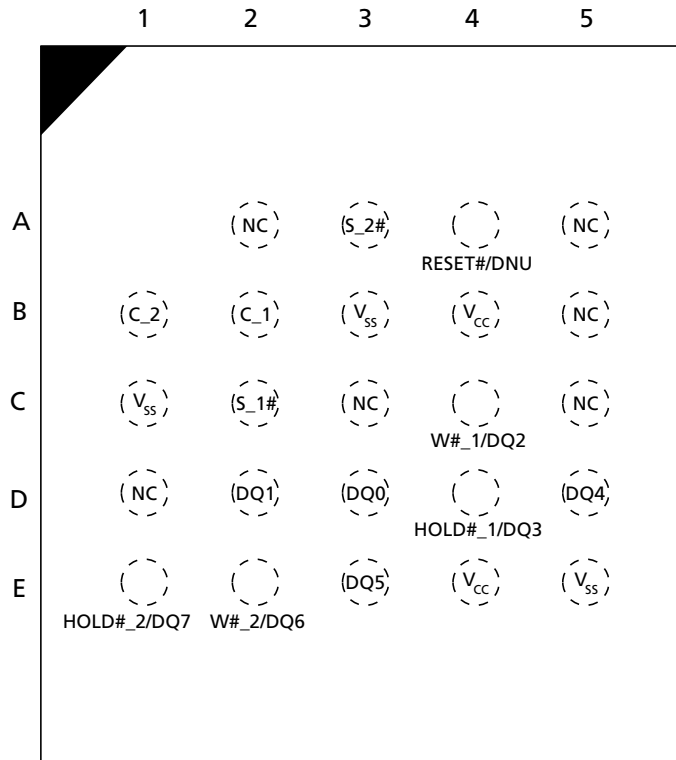 1 2 3 4 5
A NC S_2# NC
RESET#/DNU
B C_2 C_1 VSS VCC NC
C VSS S_1# NC NC
W#_1/DQ2
D NC DQ1 DQ0 DQ4
HOLD#_1/DQ3
E DQ5 VCC VSS
HOLD#_2/DQ7 W#_2/DQ6